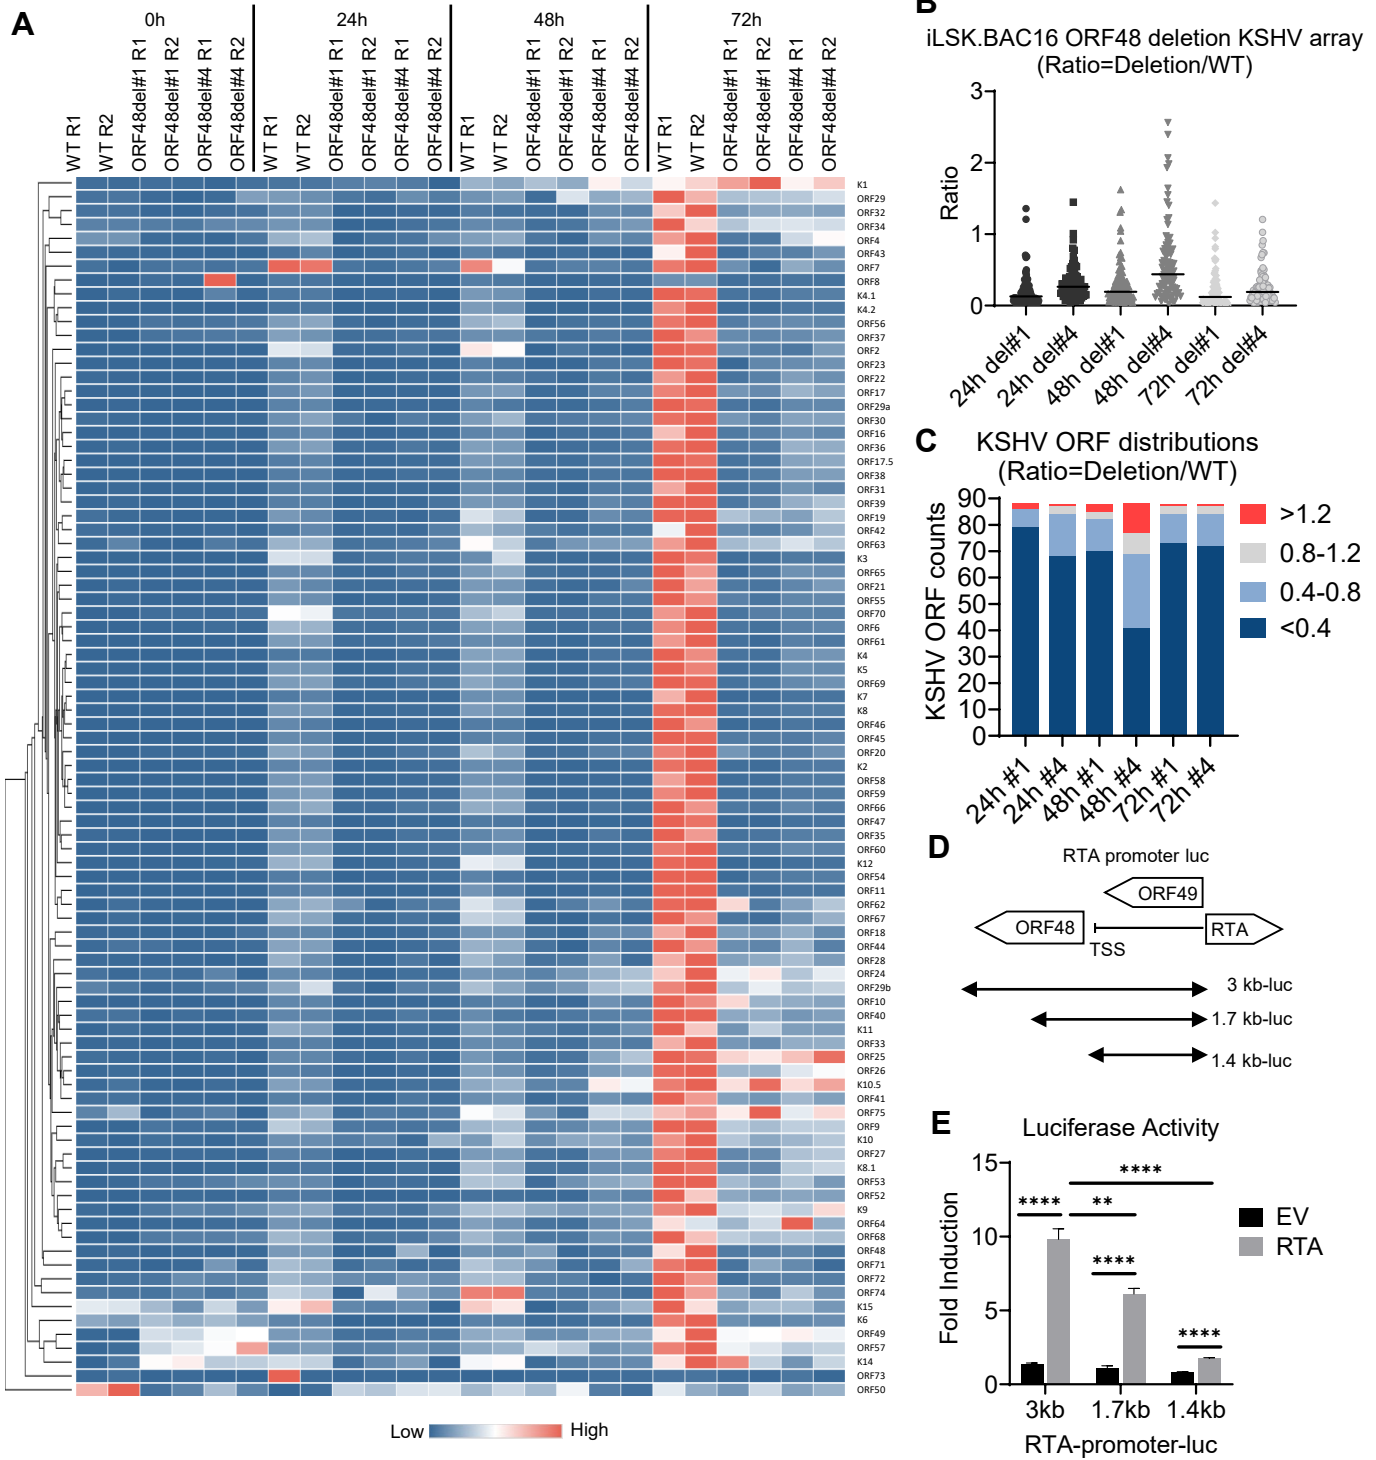 A
0h
24h
48h
72h
WT R1
WT R2
ORF48del#1 R1
ORF48del#1 R2
ORF48del#4 R1
ORF48del#4 R2
WT R1
WT R2
ORF48del#1 R1
ORF48del#1 R2
ORF48del#4 R1
ORF48del#4 R2
WT R1
WT R2
ORF48del#1 R1
ORF48del#1 R2
ORF48del#4 R1
ORF48del#4 R2
WT R1
WT R2
ORF48del#1 R1
ORF48del#1 R2
ORF48del#4 R1
ORF48del#4 R2
K1
ORF29
ORF32
ORF34
ORF4
ORF43
ORF7
ORF8
K4.1
K4.2
ORF56
ORF37
ORF2
ORF23
ORF22
ORF17
ORF29a
ORF30
ORF16
ORF36
ORF17.5
ORF38
ORF31
ORF39
ORF19
ORF42
ORF63
K3
ORF65
ORF21
ORF55
ORF70
ORF6
ORF61
K4
K5
ORF69
K7
K8
ORF46
ORF45
ORF20
K2
ORF58
ORF59
ORF66
ORF47
ORF35
ORF60
K12
ORF54
ORF11
ORF62
ORF67
ORF18
ORF44
ORF28
ORF24
ORF29b
ORF10
ORF40
K11
ORF33
ORF25
ORF26
K10.5
ORF41
ORF75
ORF9
K10
ORF27
K8.1
ORF53
ORF52
K9
ORF64
ORF68
ORF48
ORF71
ORF72
ORF74
K15
K6
ORF49
ORF57
K14
ORF73
ORF50
Low
High
B
iLSK.BAC16 ORF48 deletion KSHV array
(Ratio=Deletion/WT)
Ratio
3
2
1
0
24h del#1
24h del#4
48h del#1
48h del#4
72h del#1
72h del#4
C
KSHV ORF distributions
(Ratio=Deletion/WT)
KSHV ORF counts
90
80
70
60
50
40
30
20
10
0
24h #1
24h #4
48h #1
48h #4
72h #1
72h #4
>1.2
0.8-1.2
0.4-0.8
<0.4
D
RTA promoter luc
ORF49
ORF48
RTA
TSS
3 kb-luc
1.7 kb-luc
1.4 kb-luc
E
Luciferase Activity
Fold Induction
15
10
5
0
****
****
**
****
****
EV
RTA
3kb
1.7kb
1.4kb
RTA-promoter-luc